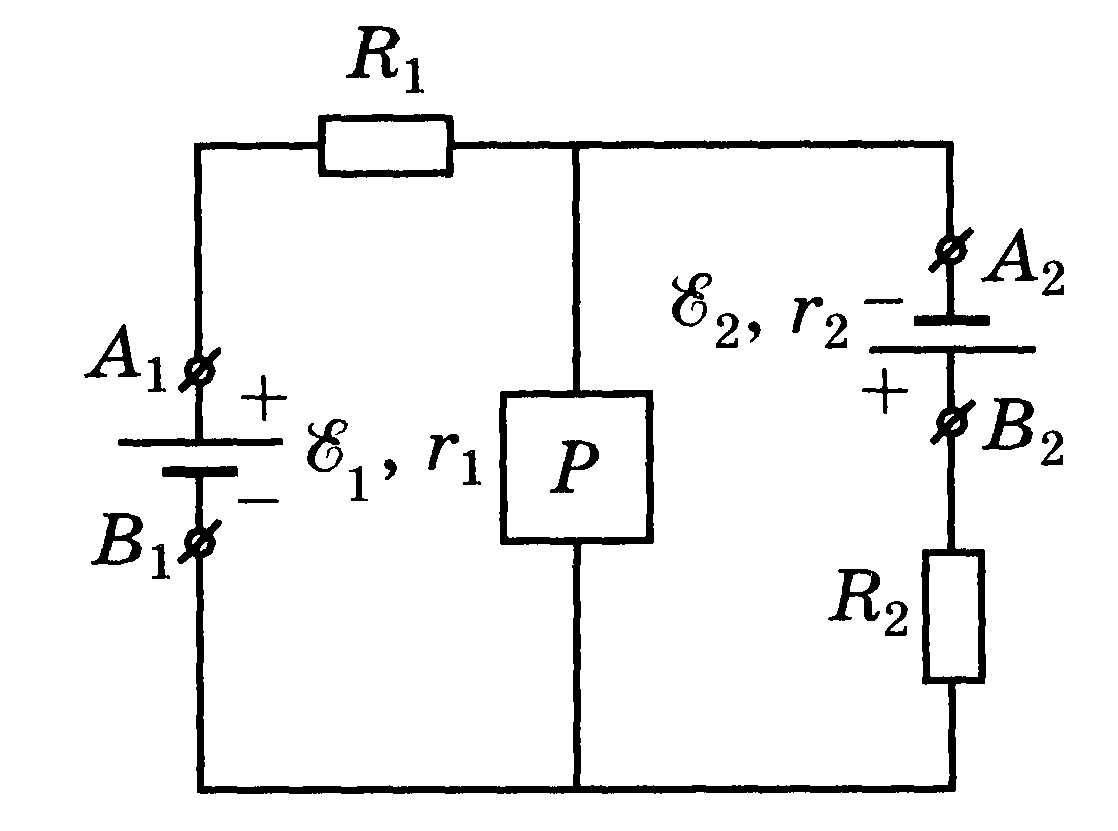 R₁
A₁
+
ℰ₁, r₁
−
B₁
P
ℰ₂, r₂
−
A₂
+
B₂
R₂